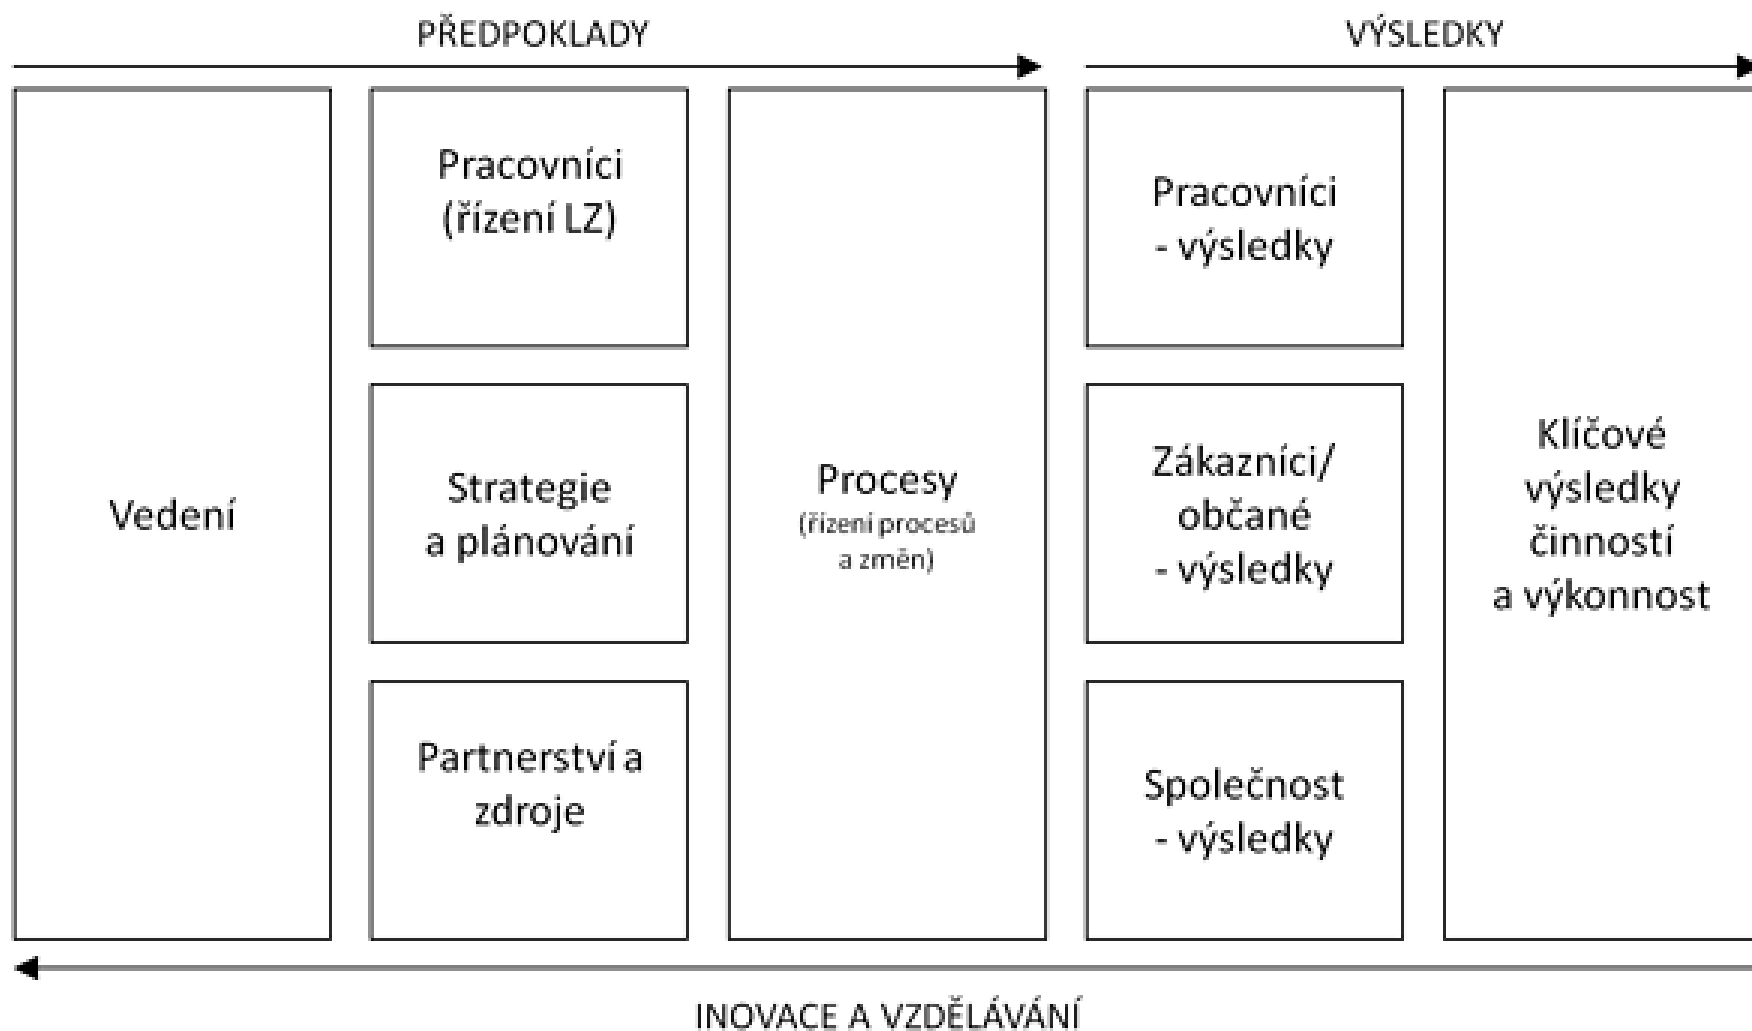 PŘEDPOKLADY
VÝSLEDKY
Vedení
Pracovníci
(řízení LZ)
Strategie
a plánování
Partnerství a
zdroje
Procesy
(řízení procesů
a změn)
Pracovníci
- výsledky
Zákazníci/
občané
- výsledky
Společnost
- výsledky
Klíčové
výsledky
činností
a výkonnost
INOVACE A VZDĚLÁVÁNÍ